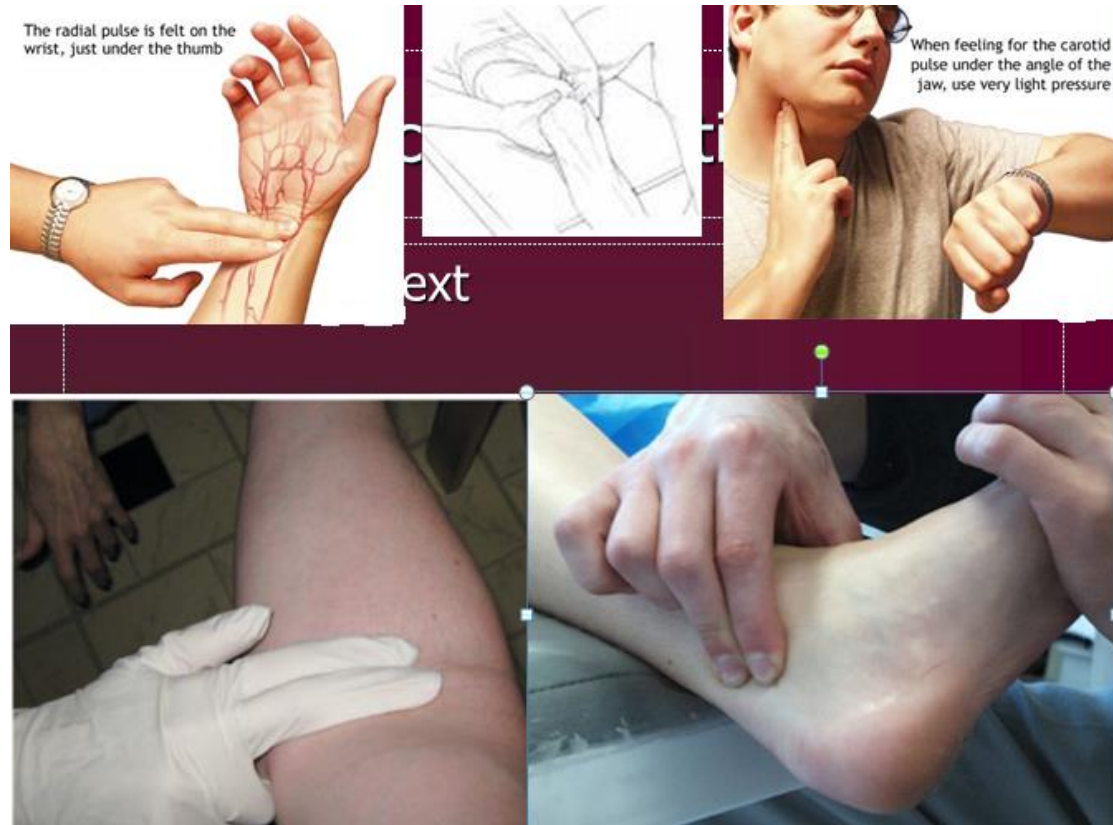 The radial pulse is felt on the
wrist, just under the thumb
When feeling for the carotid
pulse under the angle of the
jaw, use very light pressure
ext